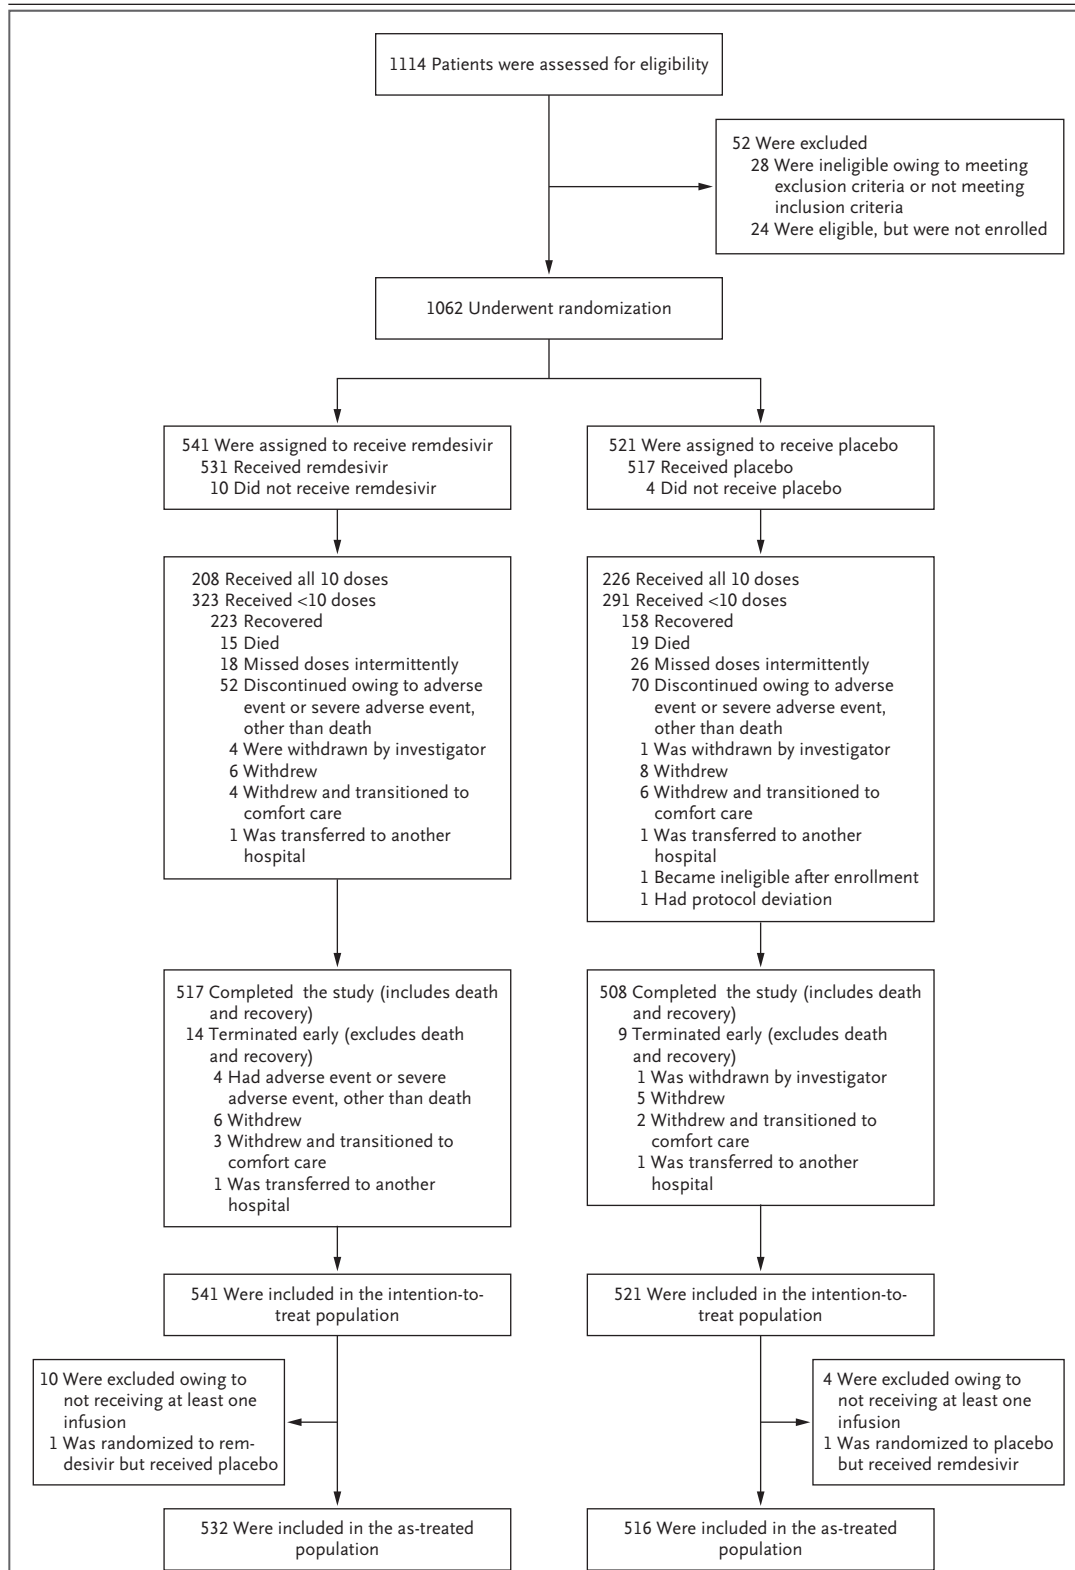 1114 Patients were assessed for eligibility
52 Were excluded
28 Were ineligible owing to meeting
exclusion criteria or not meeting
inclusion criteria
24 Were eligible, but were not enrolled
1062 Underwent randomization
541 Were assigned to receive remdesivir
531 Received remdesivir
10 Did not receive remdesivir
521 Were assigned to receive placebo
517 Received placebo
4 Did not receive placebo
208 Received all 10 doses
323 Received <10 doses
223 Recovered
15 Died
18 Missed doses intermittently
52 Discontinued owing to adverse
event or severe adverse event,
other than death
4 Were withdrawn by investigator
6 Withdrew
4 Withdrew and transitioned to
comfort care
1 Was transferred to another
hospital
226 Received all 10 doses
291 Received <10 doses
158 Recovered
19 Died
26 Missed doses intermittently
70 Discontinued owing to adverse
event or severe adverse event,
other than death
1 Was withdrawn by investigator
8 Withdrew
6 Withdrew and transitioned to
comfort care
1 Was transferred to another
hospital
1 Became ineligible after enrollment
1 Had protocol deviation
517 Completed the study (includes death
and recovery)
14 Terminated early (excludes death
and recovery)
4 Had adverse event or severe
adverse event, other than death
6 Withdrew
3 Withdrew and transitioned to
comfort care
1 Was transferred to another
hospital
508 Completed the study (includes death
and recovery)
9 Terminated early (excludes death
and recovery)
1 Was withdrawn by investigator
5 Withdrew
2 Withdrew and transitioned to
comfort care
1 Was transferred to another
hospital
541 Were included in the intention-to-
treat population
521 Were included in the intention-to-
treat population
10 Were excluded owing to
not receiving at least one
infusion
1 Was randomized to rem-
desivir but received placebo
4 Were excluded owing to
not receiving at least one
infusion
1 Was randomized to placebo
but received remdesivir
532 Were included in the as-treated
population
516 Were included in the as-treated
population